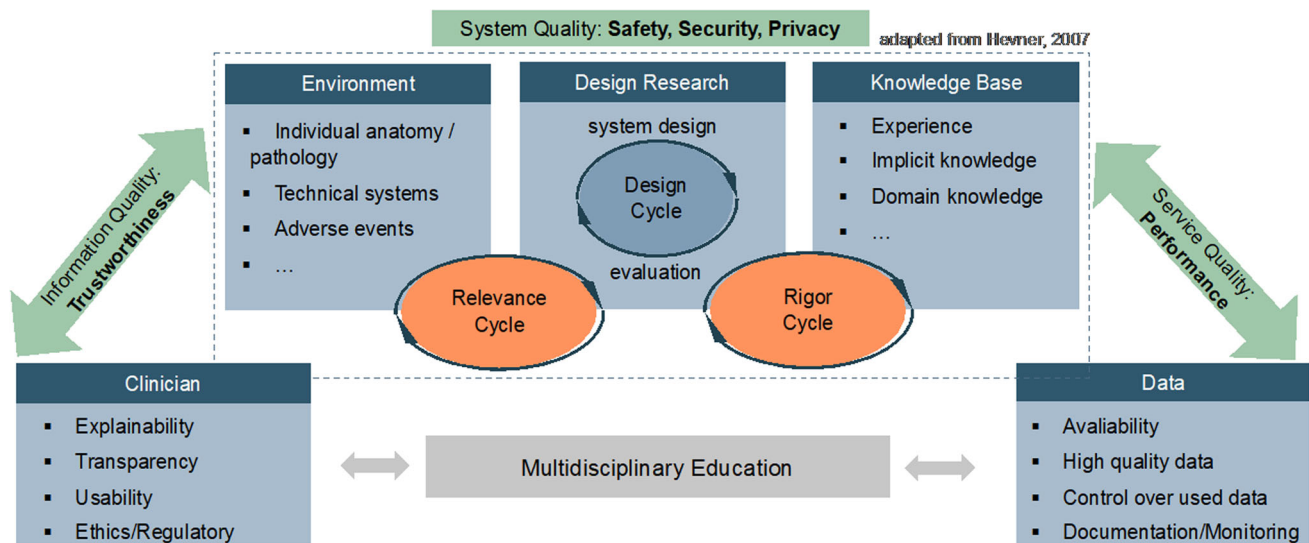 System Quality: Safety, Security, Privacy
adapted from Hevner, 2007
Environment
▪ Individual anatomy /
pathology
▪ Technical systems
▪ Adverse events
▪ …
Design Research
system design
Design
Cycle
evaluation
Knowledge Base
▪ Experience
▪ Implicit knowledge
▪ Domain knowledge
▪ …
Relevance
Cycle
Rigor
Cycle
Information Quality:
Trustworthiness
Service Quality:
Performance
Clinician
▪ Explainability
▪ Transparency
▪ Usability
▪ Ethics/Regulatory
Multidisciplinary Education
Data
▪ Avaliability
▪ High quality data
▪ Control over used data
▪ Documentation/Monitoring